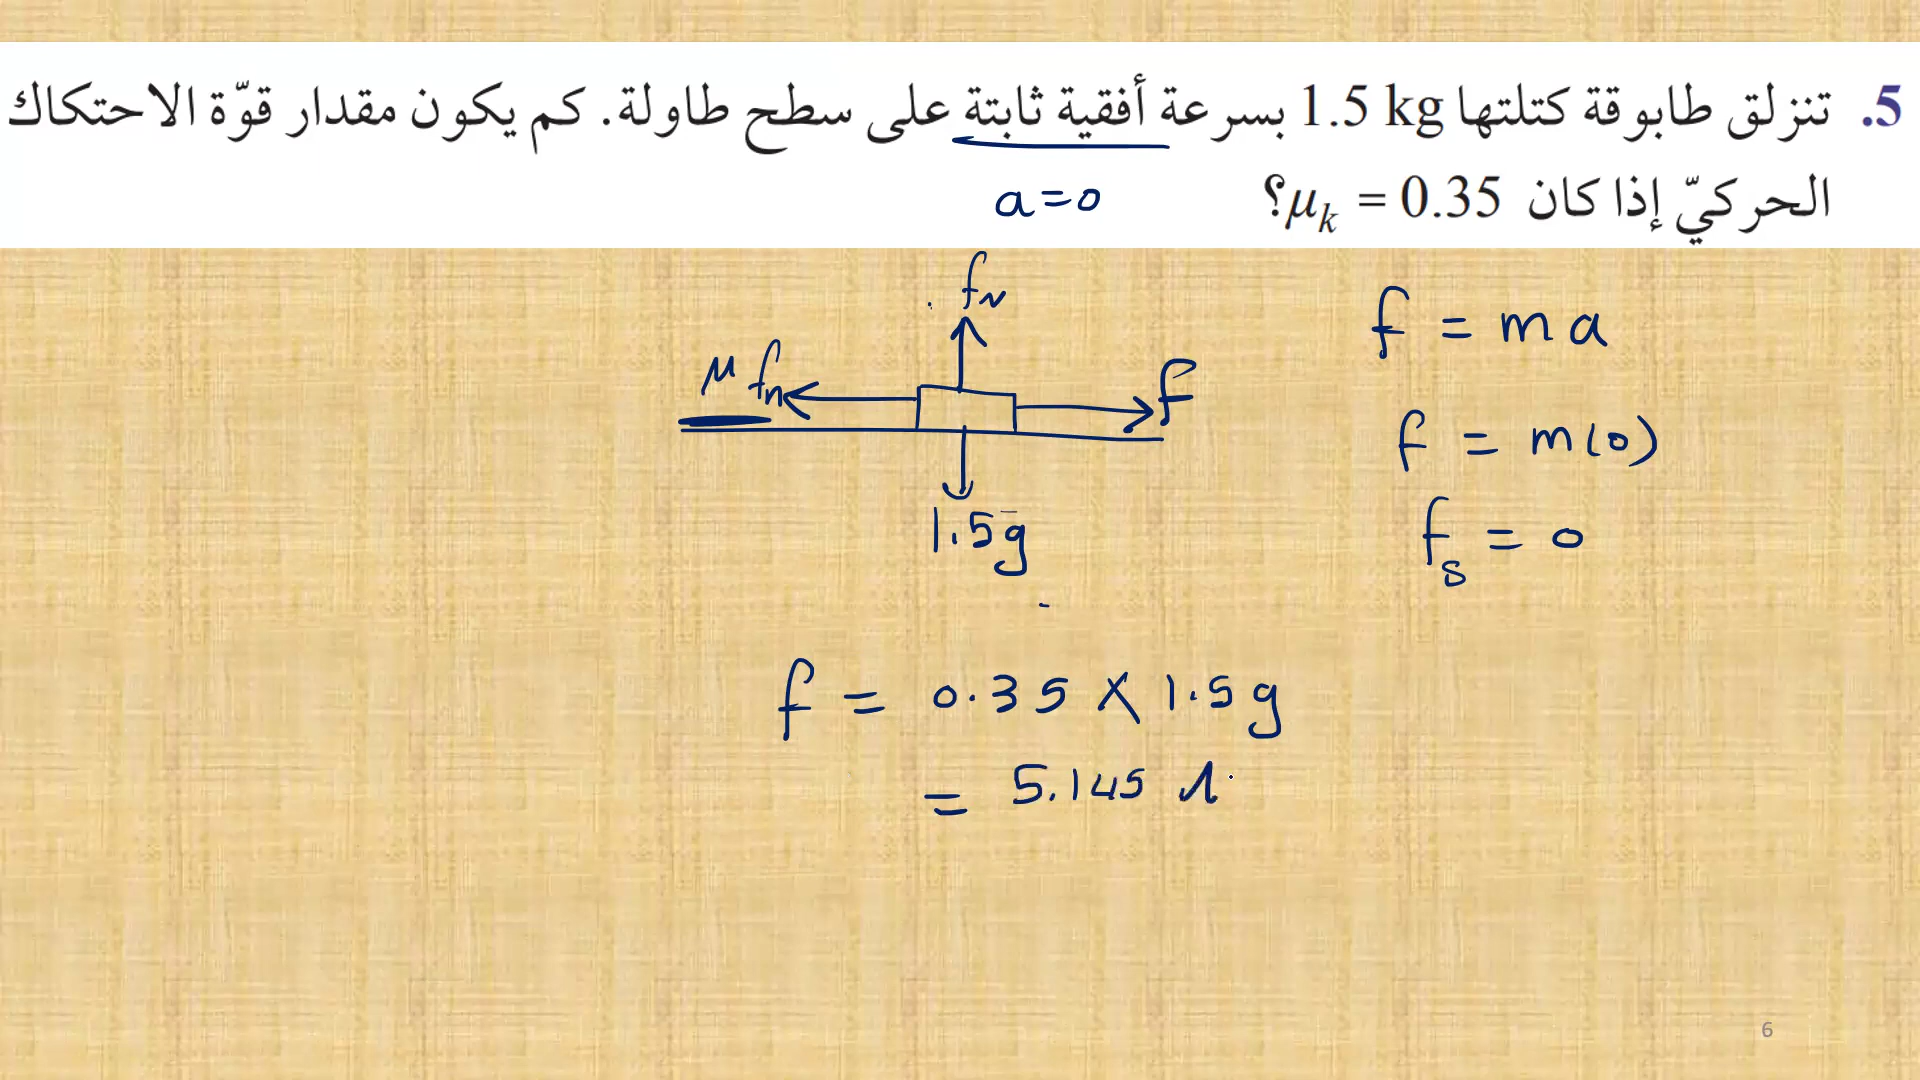 5. تنزلق طابوقة كتلتها 1.5 kg بسرعة أفقية ثابتة على سطح طاولة. كم يكون مقدار قوّة الاحتكاك
الحركيّ إذا كان μk = 0.35؟
a=0
fN
μ fn
f
1.5g
f = ma
f = m(0)
fs = 0
f = 0.35 X 1.5g
= 5.145 N
6